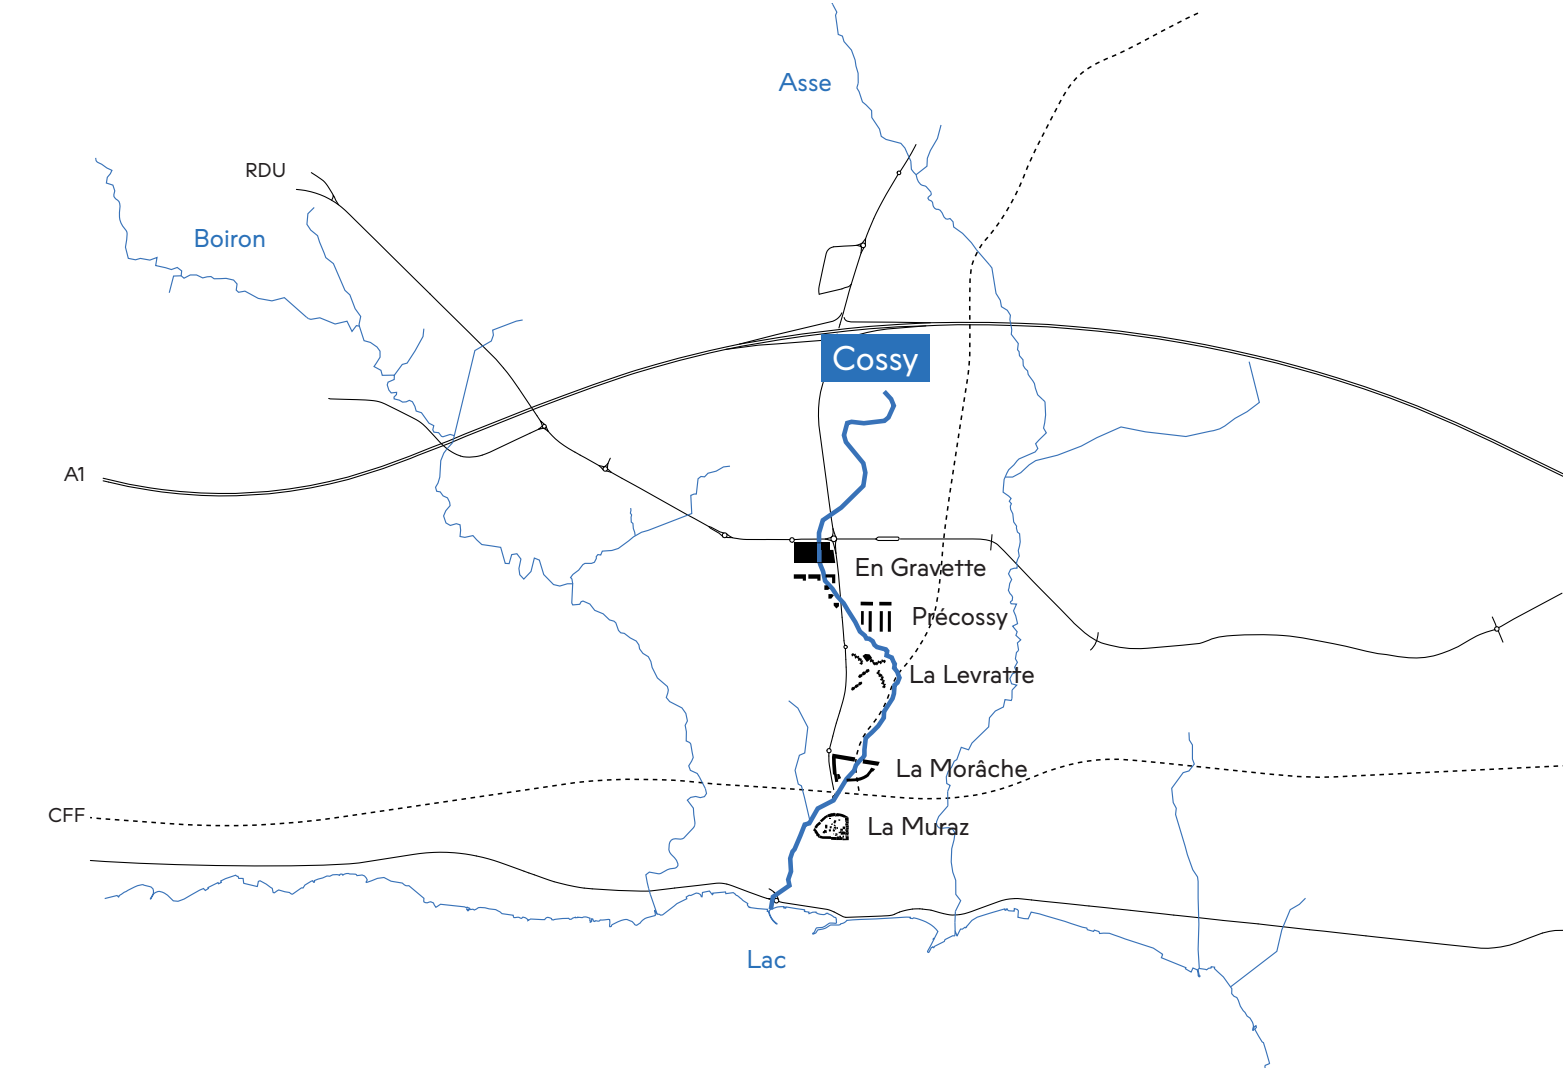 Asse
RDU
Boiron
Cossy
A1
En Gravette
Précossy
La Levratte
La Morâche
CFF
La Muraz
Lac